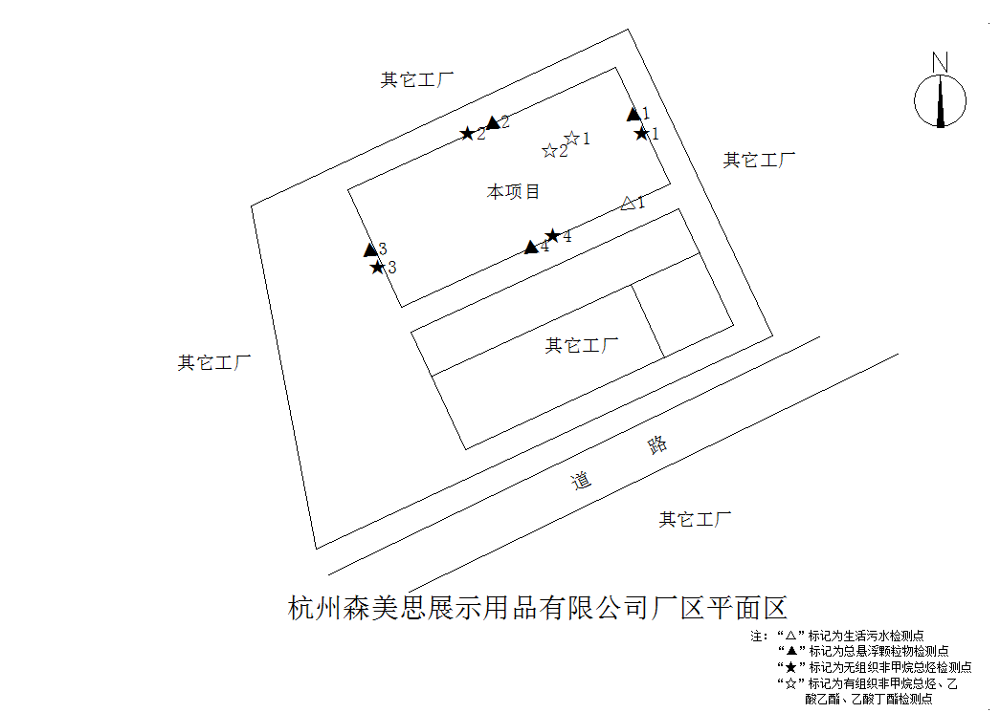 其它工厂
N
▲1
▲2
★2
★1
☆1
☆2
其它工厂
本项目
△1
★4
▲4
▲3
★3
其它工厂
其它工厂
路
道
其它工厂
杭州森美思展示用品有限公司厂区平面区
注：“△”标记为生活污水检测点
“▲”标记为总悬浮颗粒物检测点
“★”标记为无组织非甲烷总烃检测点
“☆”标记为有组织非甲烷总烃、乙
酸乙酯、乙酸丁酯检测点